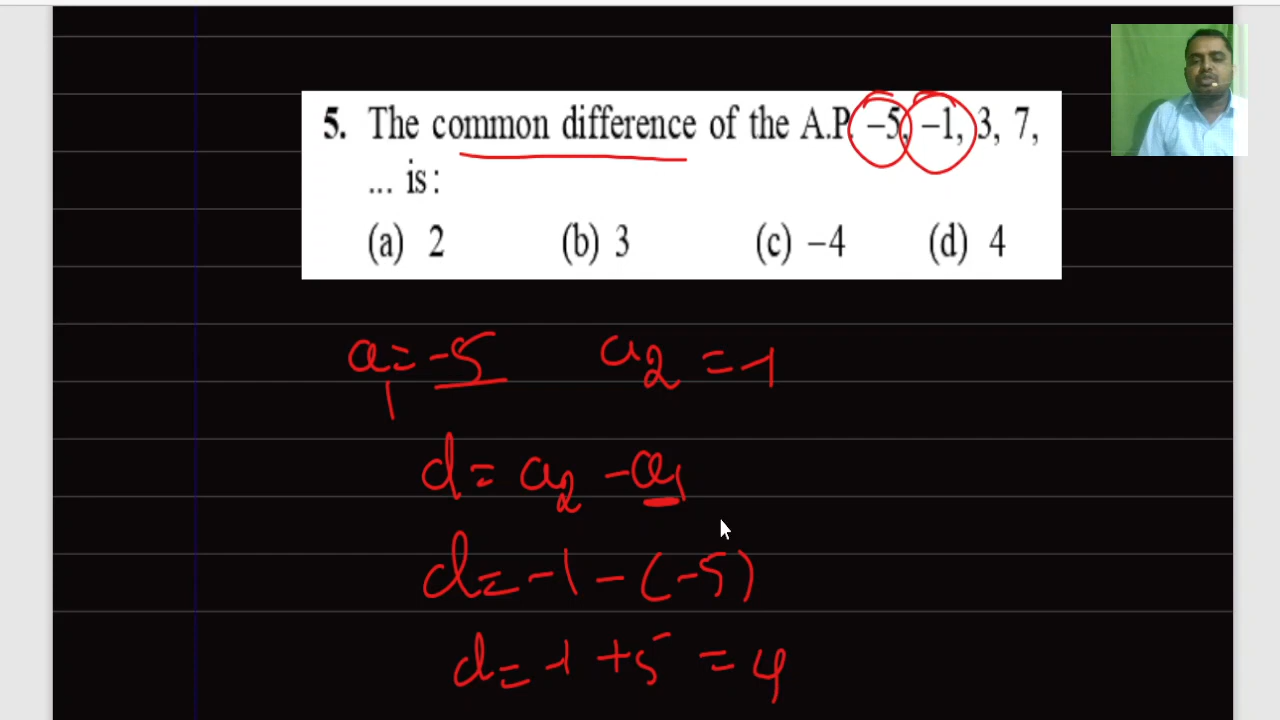 5. The common difference of the A.P. –5, –1, 3, 7,
... is:
(a) 2 (b) 3 (c) –4 (d) 4
a₁ = -5 a₂ = -1
d = a₂ - a₁
d = -1 - (-5)
d = -1 + 5 = 4